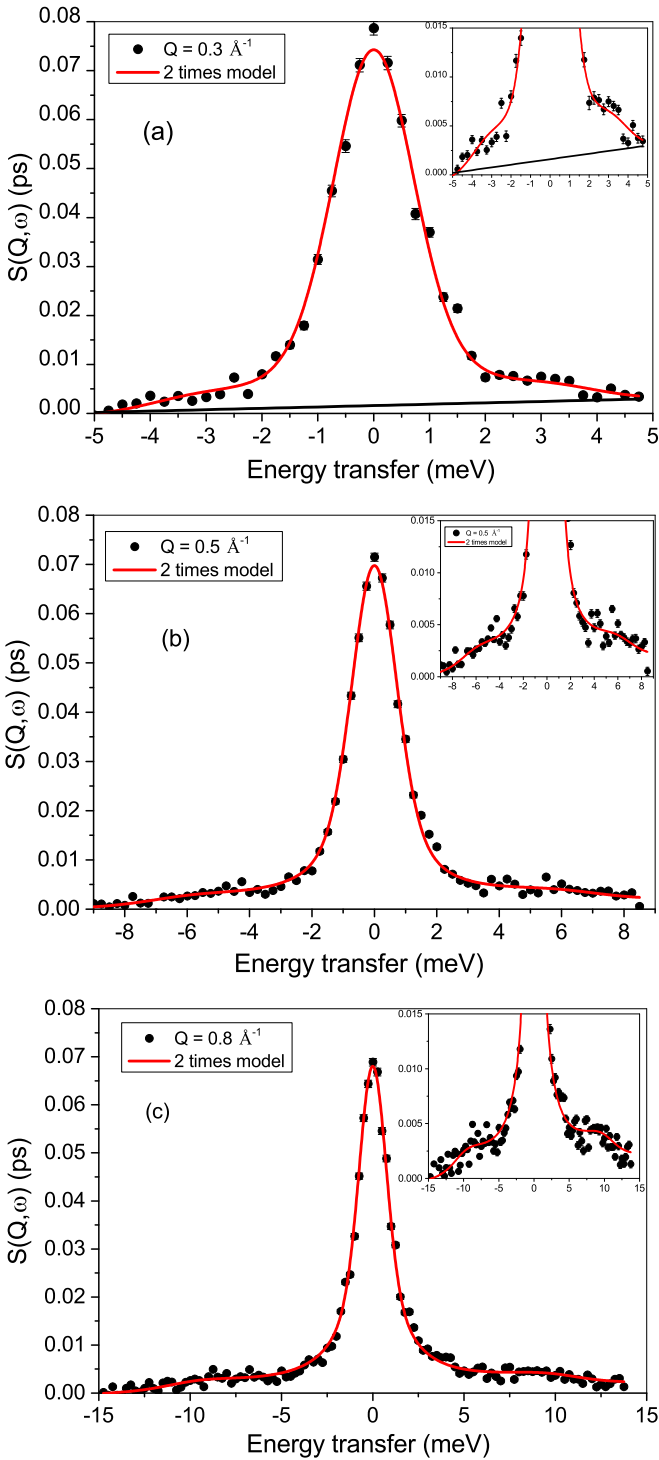 Q = 0.3 Å⁻¹
2 times model
(a)
S(Q,ω) (ps)
0.08
0.07
0.06
0.05
0.04
0.03
0.02
0.01
0.00
-5 -4 -3 -2 -1 0 1 2 3 4 5
Energy transfer (meV)
0.015
0.010
0.005
0.000
-5 -4 -3 -2 -1 0 1 2 3 4 5
Q = 0.5 Å⁻¹
2 times model
(b)
S(Q,ω) (ps)
0.08
0.07
0.06
0.05
0.04
0.03
0.02
0.01
0.00
-8 -6 -4 -2 0 2 4 6 8
Energy transfer (meV)
Q = 0.5 Å⁻¹
2 times model
0.015
0.010
0.005
0.000
-8 -6 -4 -2 0 2 4 6 8
Q = 0.8 Å⁻¹
2 times model
(c)
S(Q,ω) (ps)
0.08
0.07
0.06
0.05
0.04
0.03
0.02
0.01
0.00
-15 -10 -5 0 5 10 15
Energy transfer (meV)
0.015
0.010
0.005
0.000
-15 -10 -5 0 5 10 15